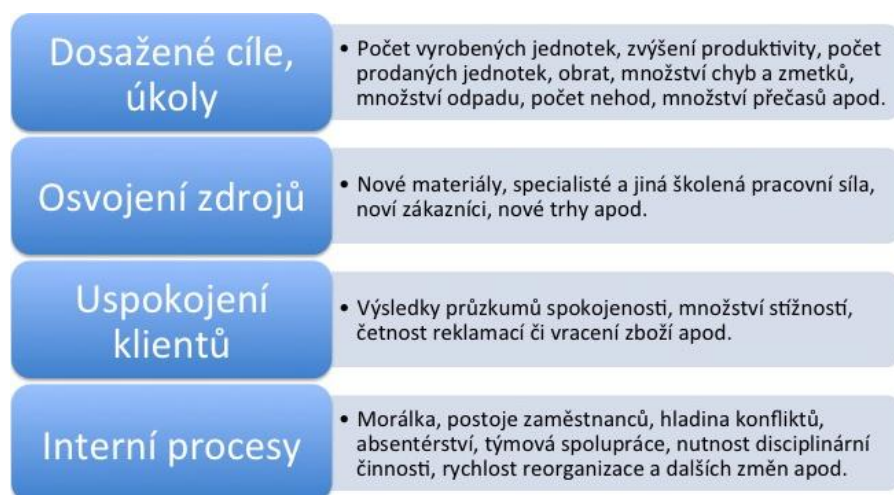 Dosažené cíle,
úkoly
• Počet vyrobených jednotek, zvýšení produktivity, počet
prodaných jednotek, obrat, množství chyb a zmetků,
množství odpadu, počet nehod, množství přečasů apod.
Osvojení zdrojů
• Nové materiály, specialisté a jiná školená pracovní síla,
noví zákazníci, nové trhy apod.
Uspokojení
klientů
• Výsledky průzkumů spokojenosti, množství stížností,
četnost reklamací či vracení zboží apod.
Interní procesy
• Morálka, postoje zaměstnanců, hladina konfliktů,
absentérství, týmová spolupráce, nutnost disciplinární
činnosti, rychlost reorganizace a dalších změn apod.